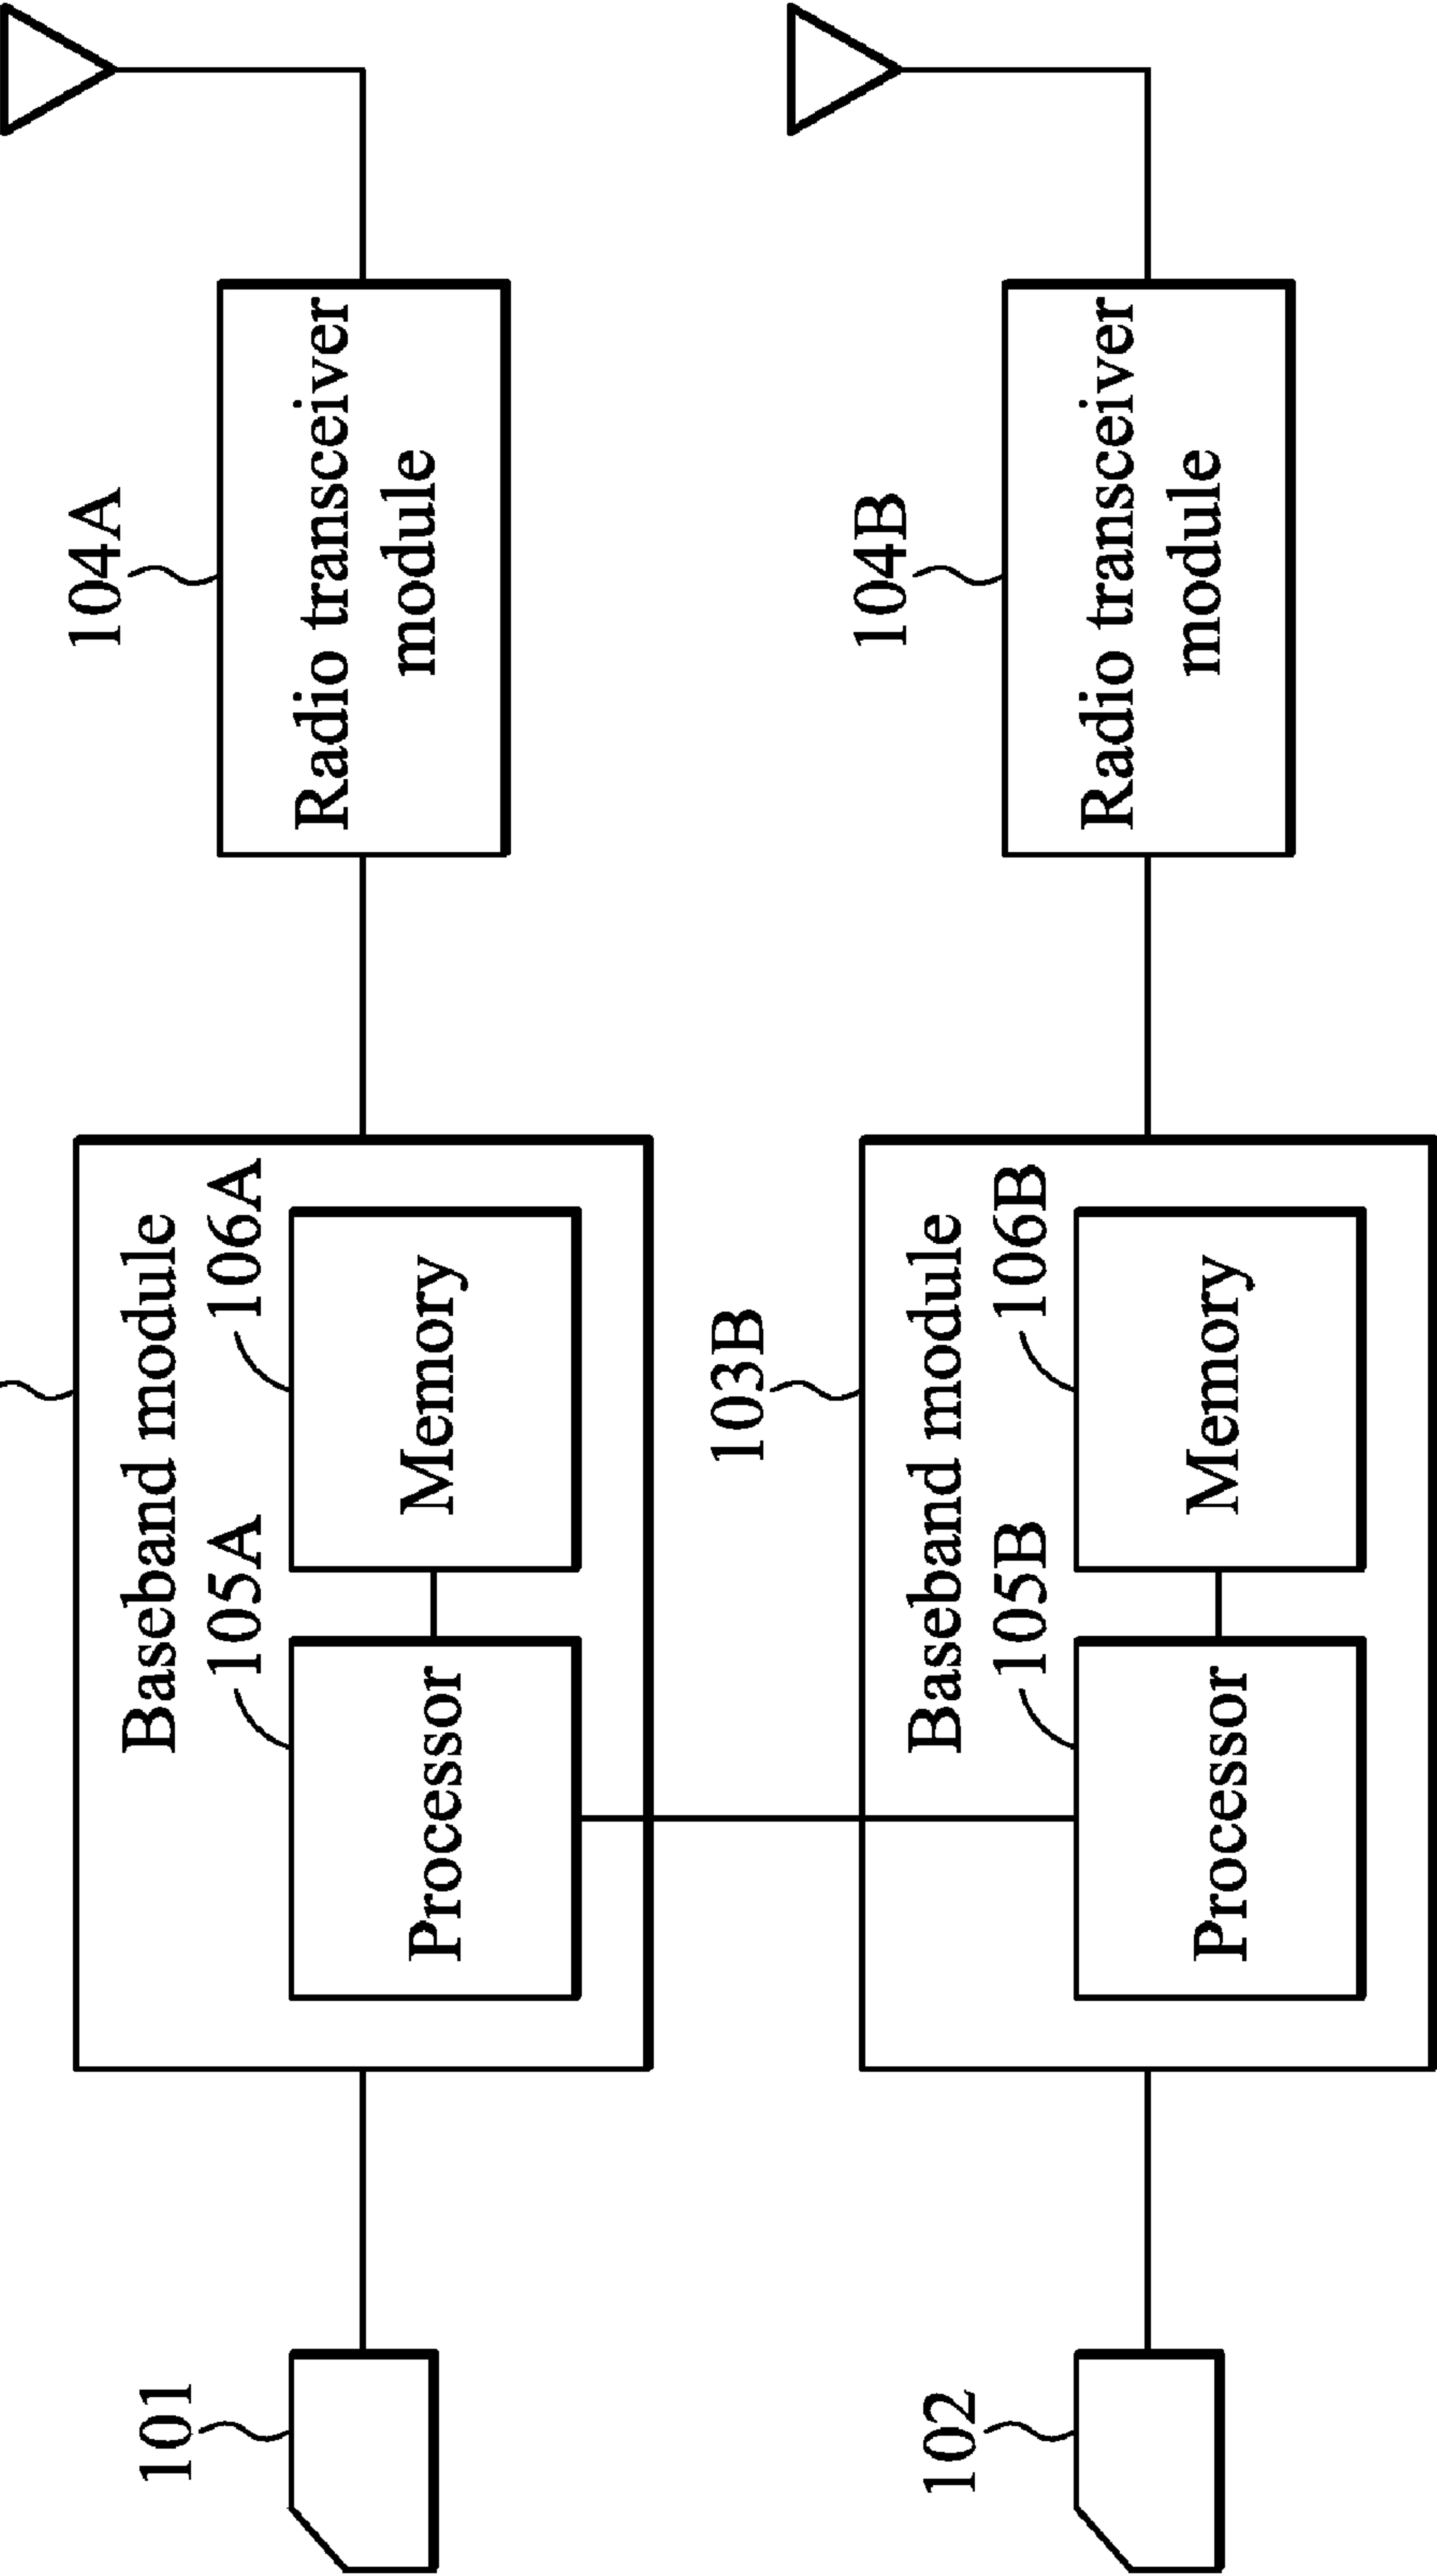 104A
Radio transceiver
module
Baseband module
105A
106A
Processor
Memory
101
104B
Radio transceiver
module
103B
Baseband module
105B
106B
Processor
Memory
102